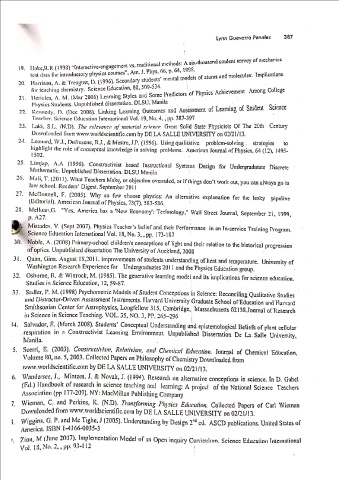 Lynn Guerrero Penales 387
19. Hake,R.R (1998) "Interactive-engagement vs. traditional methods: A six-thousand student survey of mechanics
test data for introductory physics courses", Am. J. Phys. 66, p. 64, 1998.
20. Harrison, A. & Treagust, D. (1996). Secondary students' mental models of atoms and molecules: Implications
for teaching chemistry. Science Education, 80, 509-534.
21. Hericles, A. M. (Mar 2006) Learning Styles and Some Predictors of Physics Achievement Among College
Physics Students. Unpublished dissertation. DLSU, Manila
22. Kennedy, D. (Dec 2008). Linking Learning Outcomes and Assessment of Learning of Student Science
Teacher. Science Education International Vol. 19, No. 4, , pp. 387-397
23. Laki, S.L. (N.D). The relevance of material science Great Solid State Physicists Of The 20th Century
Downloaded from www.worldscientific.com by DE LA SALLE UNIVERSITY on 02/21/13.
24. Leonard, W.J., Dufresne, R.J., & Mestre, J.P. (1996). Using qualitative problem-solving strategies to
highlight the role of conceptual knowledge in solving problems. American Journal of Physics, 64 (12), 1495-
1503.
25. Limjap, A.A (1996). Constructivist based Instructional Systems Design for Undergraduate Discrete
Mathematic, Unpublished Dissertation. DLSU Manila
26. Mali, T. (2011). What Teachers Make, or objection overruled, or if things don't work out, you can always go to
law school. Readers' Digest. September 2011
27. McDonnell, F. (2005). Why so few choose physics: An alternative explanation for the leaky pipeline
(Editorial). American Journal of Physics, 73(7), 583-586.
28. Melloan,G. "Yes, America has a 'New Economy': Technology," Wall Street Journal, September 21, 1999,
p. A27.
Mistades, V. (Sept 2007). Physics Teacher's belief and their Performance in an In-service Training Program.
Science Education International Vol. 18, No. 3, , pp. 173-183
30. Noble, A. (2008) Primary-school children's conceptions of light and their relation to the historical progression
of optics. Unpublished dissertation The University of Auckland, 2008
31. Quin, Gina. August 18,2011. Improvements of students understanding of heat and temperature. University of
Washington Research Experience for Undergraduates 2011 and the Physics Education group.
32. Osborne, R. & Wittrock, M. (1985). The generative learning model and its implications for science education.
Studies in Science Education, 12, 59-87.
33. Sadler, P. M. (1998) Psychometric Models of Student Conceptions in Science: Reconciling Qualitative Studies
and Distractor-Driven Assessment Instruments. Harvard University Graduate School of Education and Harvard
Smithsonian Center for Astrophysics, Longfellow 315, Cambridge, Massachusetts 02138.Journal of Research
in Science in Science Teaching. VOL. 35, NO. 3, PP. 265–296
34. Salvador, E. (March 2008). Students' Conceptual Understanding and epistemological Beliefs of plant cellular
respiration in a Constructivist Learning Environment. Unpublished Dissertation De La Salle University,
Manila.
Scerri, E. (2003). Constructivism, Relativism, and Chemical Education. Journal of Chemical Education,
Volume 80, no. 5, 2003. Collected Papers on Philosophy of Chemistry Downloaded from
www.worldscientific.com by DE LA SALLE UNIVERSITY on 02/21/13.
Wandersee, J., Mintzes, J. & Novak, J. (1994). Research on alternative conceptions in science. In D. Gabel
(Ed.) Handbook of research in science teaching and learning: A project of the National Science Teachers
Association (pp 177-209). NY: MacMillan Publishing Company
Wieman, C. and Perkins, K. (N.D). Transforming Physics Education. Collected Papers of Carl Wieman
Downloaded from www.worldscientific.com by DE LA SALLE UNIVERSITY on 02/21/13.
Wiggins, G. P. and Mc Tighe, J (2005). Understanding by Design 2nd ed. ASCD publications. United States of
America. ISBN 1-4166-0035-3
Zion, M (June 2007). Implementation Model of an Open inquiry Curriculum. Science Education International
Vol. 18, No. 2, , pp. 93-112